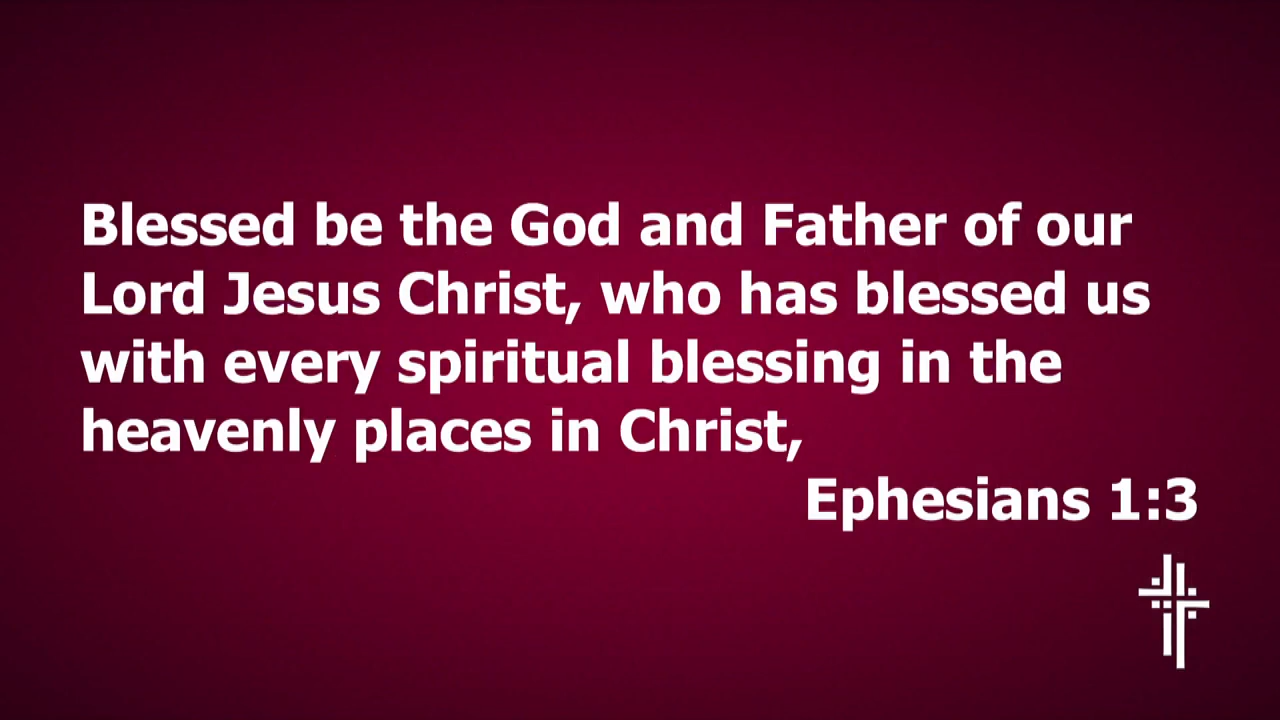 Blessed be the God and Father of our
Lord Jesus Christ, who has blessed us
with every spiritual blessing in the
heavenly places in Christ,
Ephesians 1:3